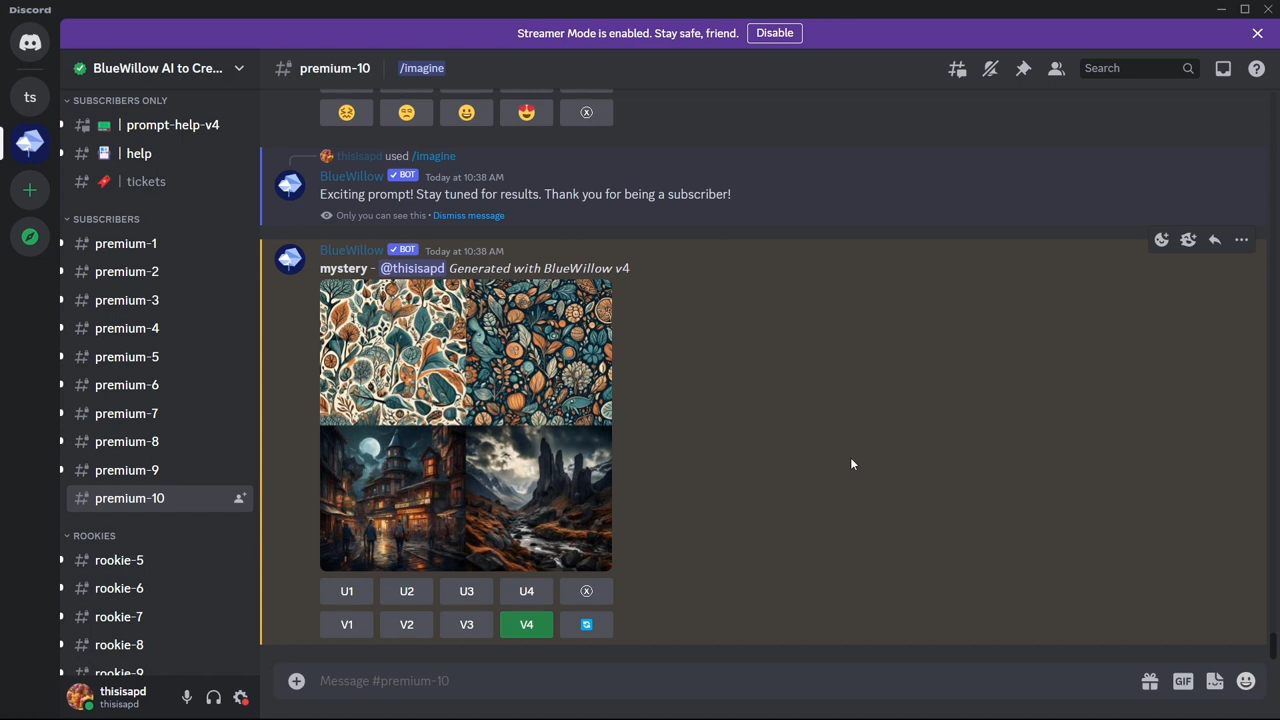 Discord
Streamer Mode is enabled. Stay safe, friend. Disable
BlueWillow AI to Cre...
premium-10 /imagine
Search
SUBSCRIBERS ONLY
ts
| prompt-help-v4
| help
| tickets
SUBSCRIBERS
premium-1
premium-2
premium-3
premium-4
premium-5
premium-6
premium-7
premium-8
premium-9
premium-10
ROOKIES
rookie-5
rookie-6
rookie-7
rookie-8
rookie-9
thisisapd
thisisapd
thisisapd used /imagine
BlueWillow BOT Today at 10:38 AM
Exciting prompt! Stay tuned for results. Thank you for being a subscriber!
Only you can see this • Dismiss message
BlueWillow BOT Today at 10:38 AM
mystery - @thisisapd Generated with BlueWillow v4
U1 U2 U3 U4
V1 V2 V3 V4
Message #premium-10
GIF